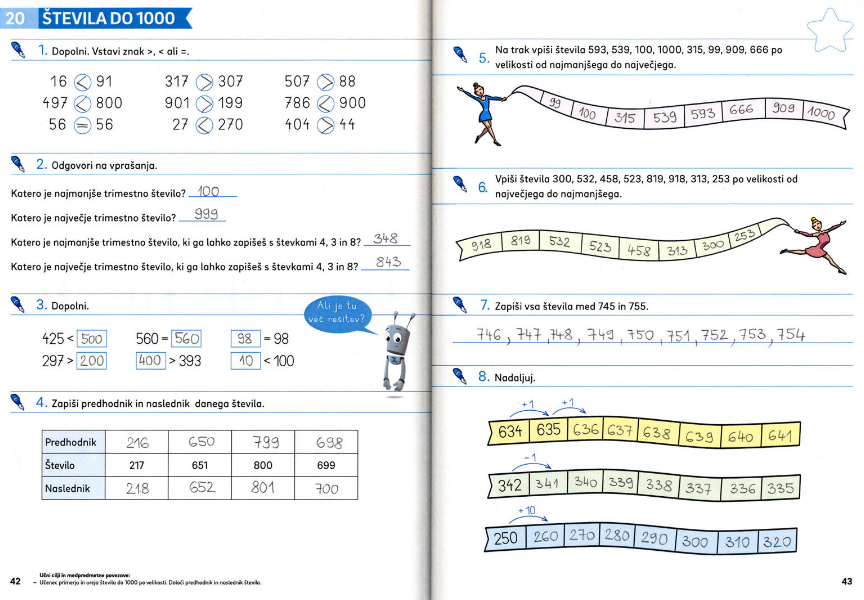 20 ŠTEVILA DO 1000
1. Dopolni. Vstavi znak >, < ali =.
16 < 91 317 > 307 507 > 88
497 < 800 901 > 199 786 < 900
56 = 56 27 < 270 404 > 44
2. Odgovori na vprašanja.
Katero je najmanjše trimestno število? 100
Katero je največje trimestno število? 999
Katero je najmanjše trimestno število, ki ga lahko zapišeš s števkami 4, 3 in 8? 348
Katero je največje trimestno število, ki ga lahko zapišeš s števkami 4, 3 in 8? 843
3. Dopolni.
Ali je tu
več rešitev?
425 < 500 560 = 560 98 = 98
297 > 200 400 > 393 10 < 100
4. Zapiši predhodnik in naslednik danega števila.
Predhodnik 216 650 799 698
Število 217 651 800 699
Naslednik 218 652 801 700
42
Učni cilji in medpredmetne povezave:
– Učenec primerja in ureja števila do 1000 po velikosti. Določi predhodnik in naslednik števila.
5. Na trak vpiši števila 593, 539, 100, 1000, 315, 99, 909, 666 po
velikosti od najmanjšega do največjega.
99 100 315 539 593 666 909 1000
6. Vpiši števila 300, 532, 458, 523, 819, 918, 313, 253 po velikosti od
največjega do najmanjšega.
918 819 532 523 458 313 300 253
7. Zapiši vsa števila med 745 in 755.
746, 747, 748, 749, 750, 751, 752, 753, 754
8. Nadaljuj.
+1 +1
634 635 636 637 638 639 640 641
−1
342 341 340 339 338 337 336 335
+10
250 260 270 280 290 300 310 320
43